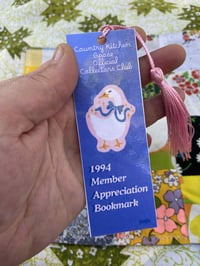 Country Kitchen
Goose
Official
Collectors Club
1994
Member
Appreciation
Bookmark